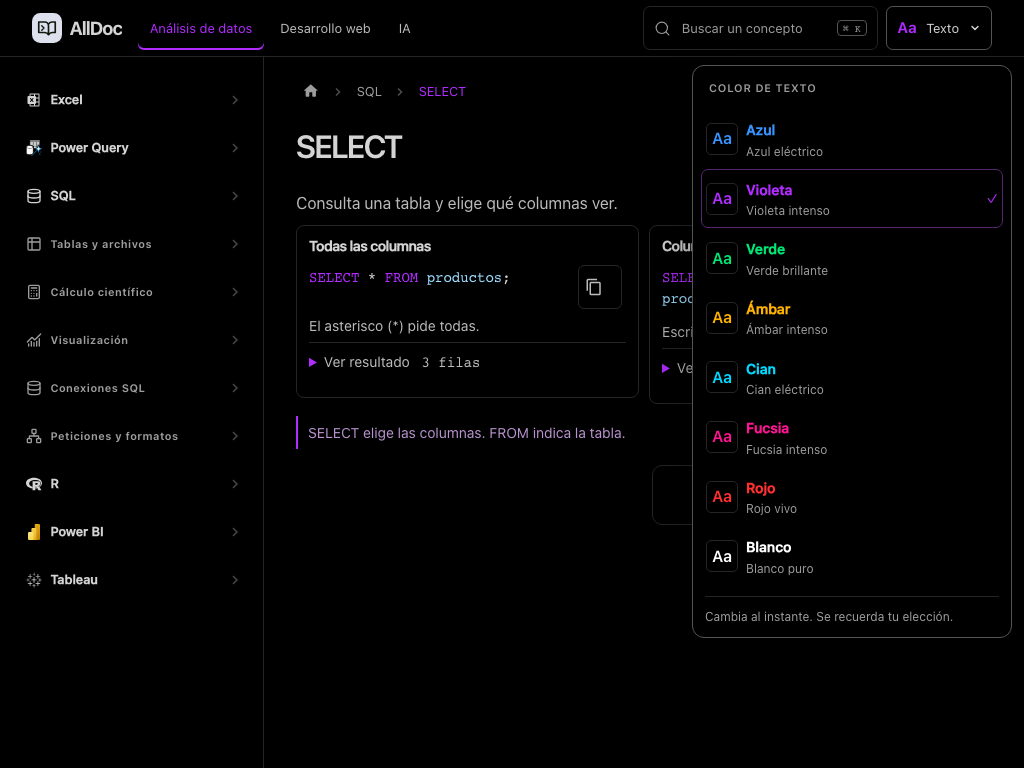 AllDoc
Análisis de datos
Desarrollo web
IA
Buscar un concepto
⌘ K
Aa Texto
Excel
Power Query
SQL
Tablas y archivos
Cálculo científico
Visualización
Conexiones SQL
Peticiones y formatos
R
Power BI
Tableau
SQL
SELECT
SELECT
Consulta una tabla y elige qué columnas ver.
Todas las columnas
SELECT * FROM productos;
El asterisco (*) pide todas.
Ver resultado 3 filas
SELECT elige las columnas. FROM indica la tabla.
COLOR DE TEXTO
Aa Azul
Azul eléctrico
Aa Violeta
Violeta intenso
Aa Verde
Verde brillante
Aa Ámbar
Ámbar intenso
Aa Cian
Cian eléctrico
Aa Fucsia
Fucsia intenso
Aa Rojo
Rojo vivo
Aa Blanco
Blanco puro
Cambia al instante. Se recuerda tu elección.